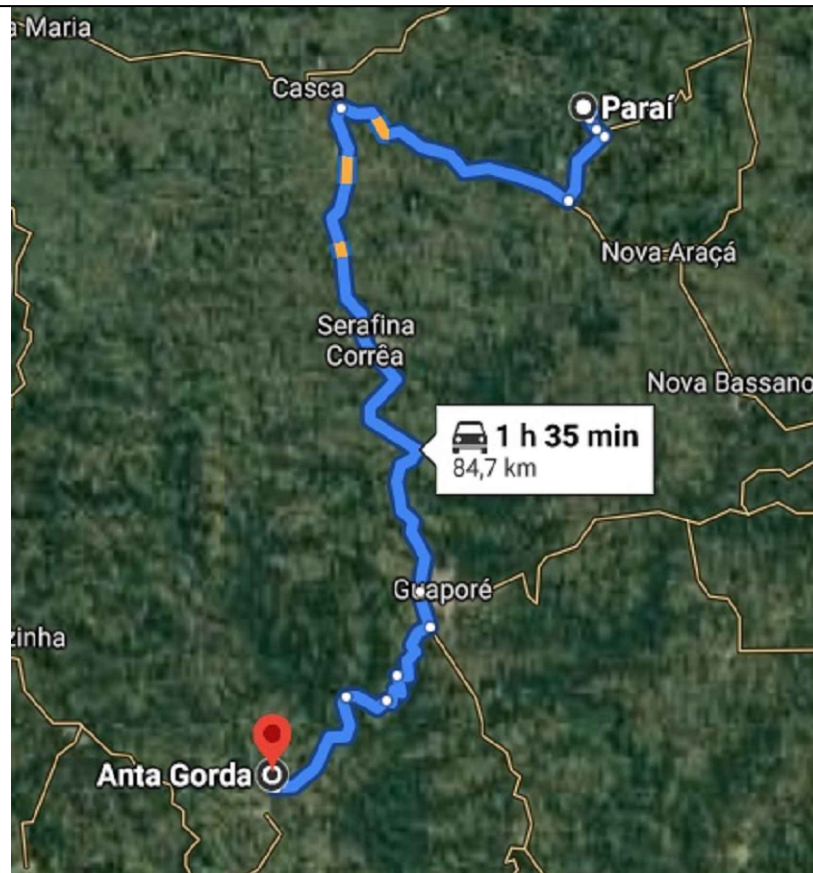 a Maria
Casca
Paraí
Nova Araçá
Serafina
Corrêa
Nova Bassano
1 h 35 min
84,7 km
Guaporé
zinha
Anta Gorda